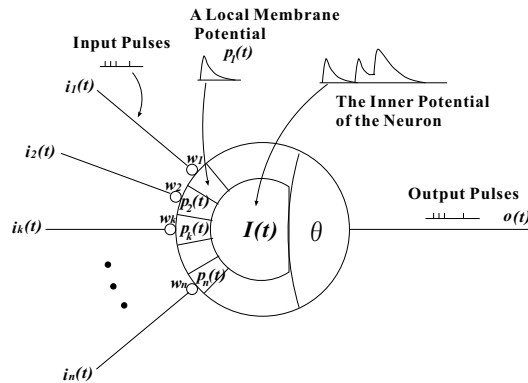 A Local Membrane
Potential
p1(t)
Input Pulses
i1(t)
The Inner Potential
of the Neuron
w1
i2(t)
w2
p2(t)
Output Pulses
o(t)
ik(t)
wk
pk(t)
I(t)
θ
wn
pn(t)
in(t)